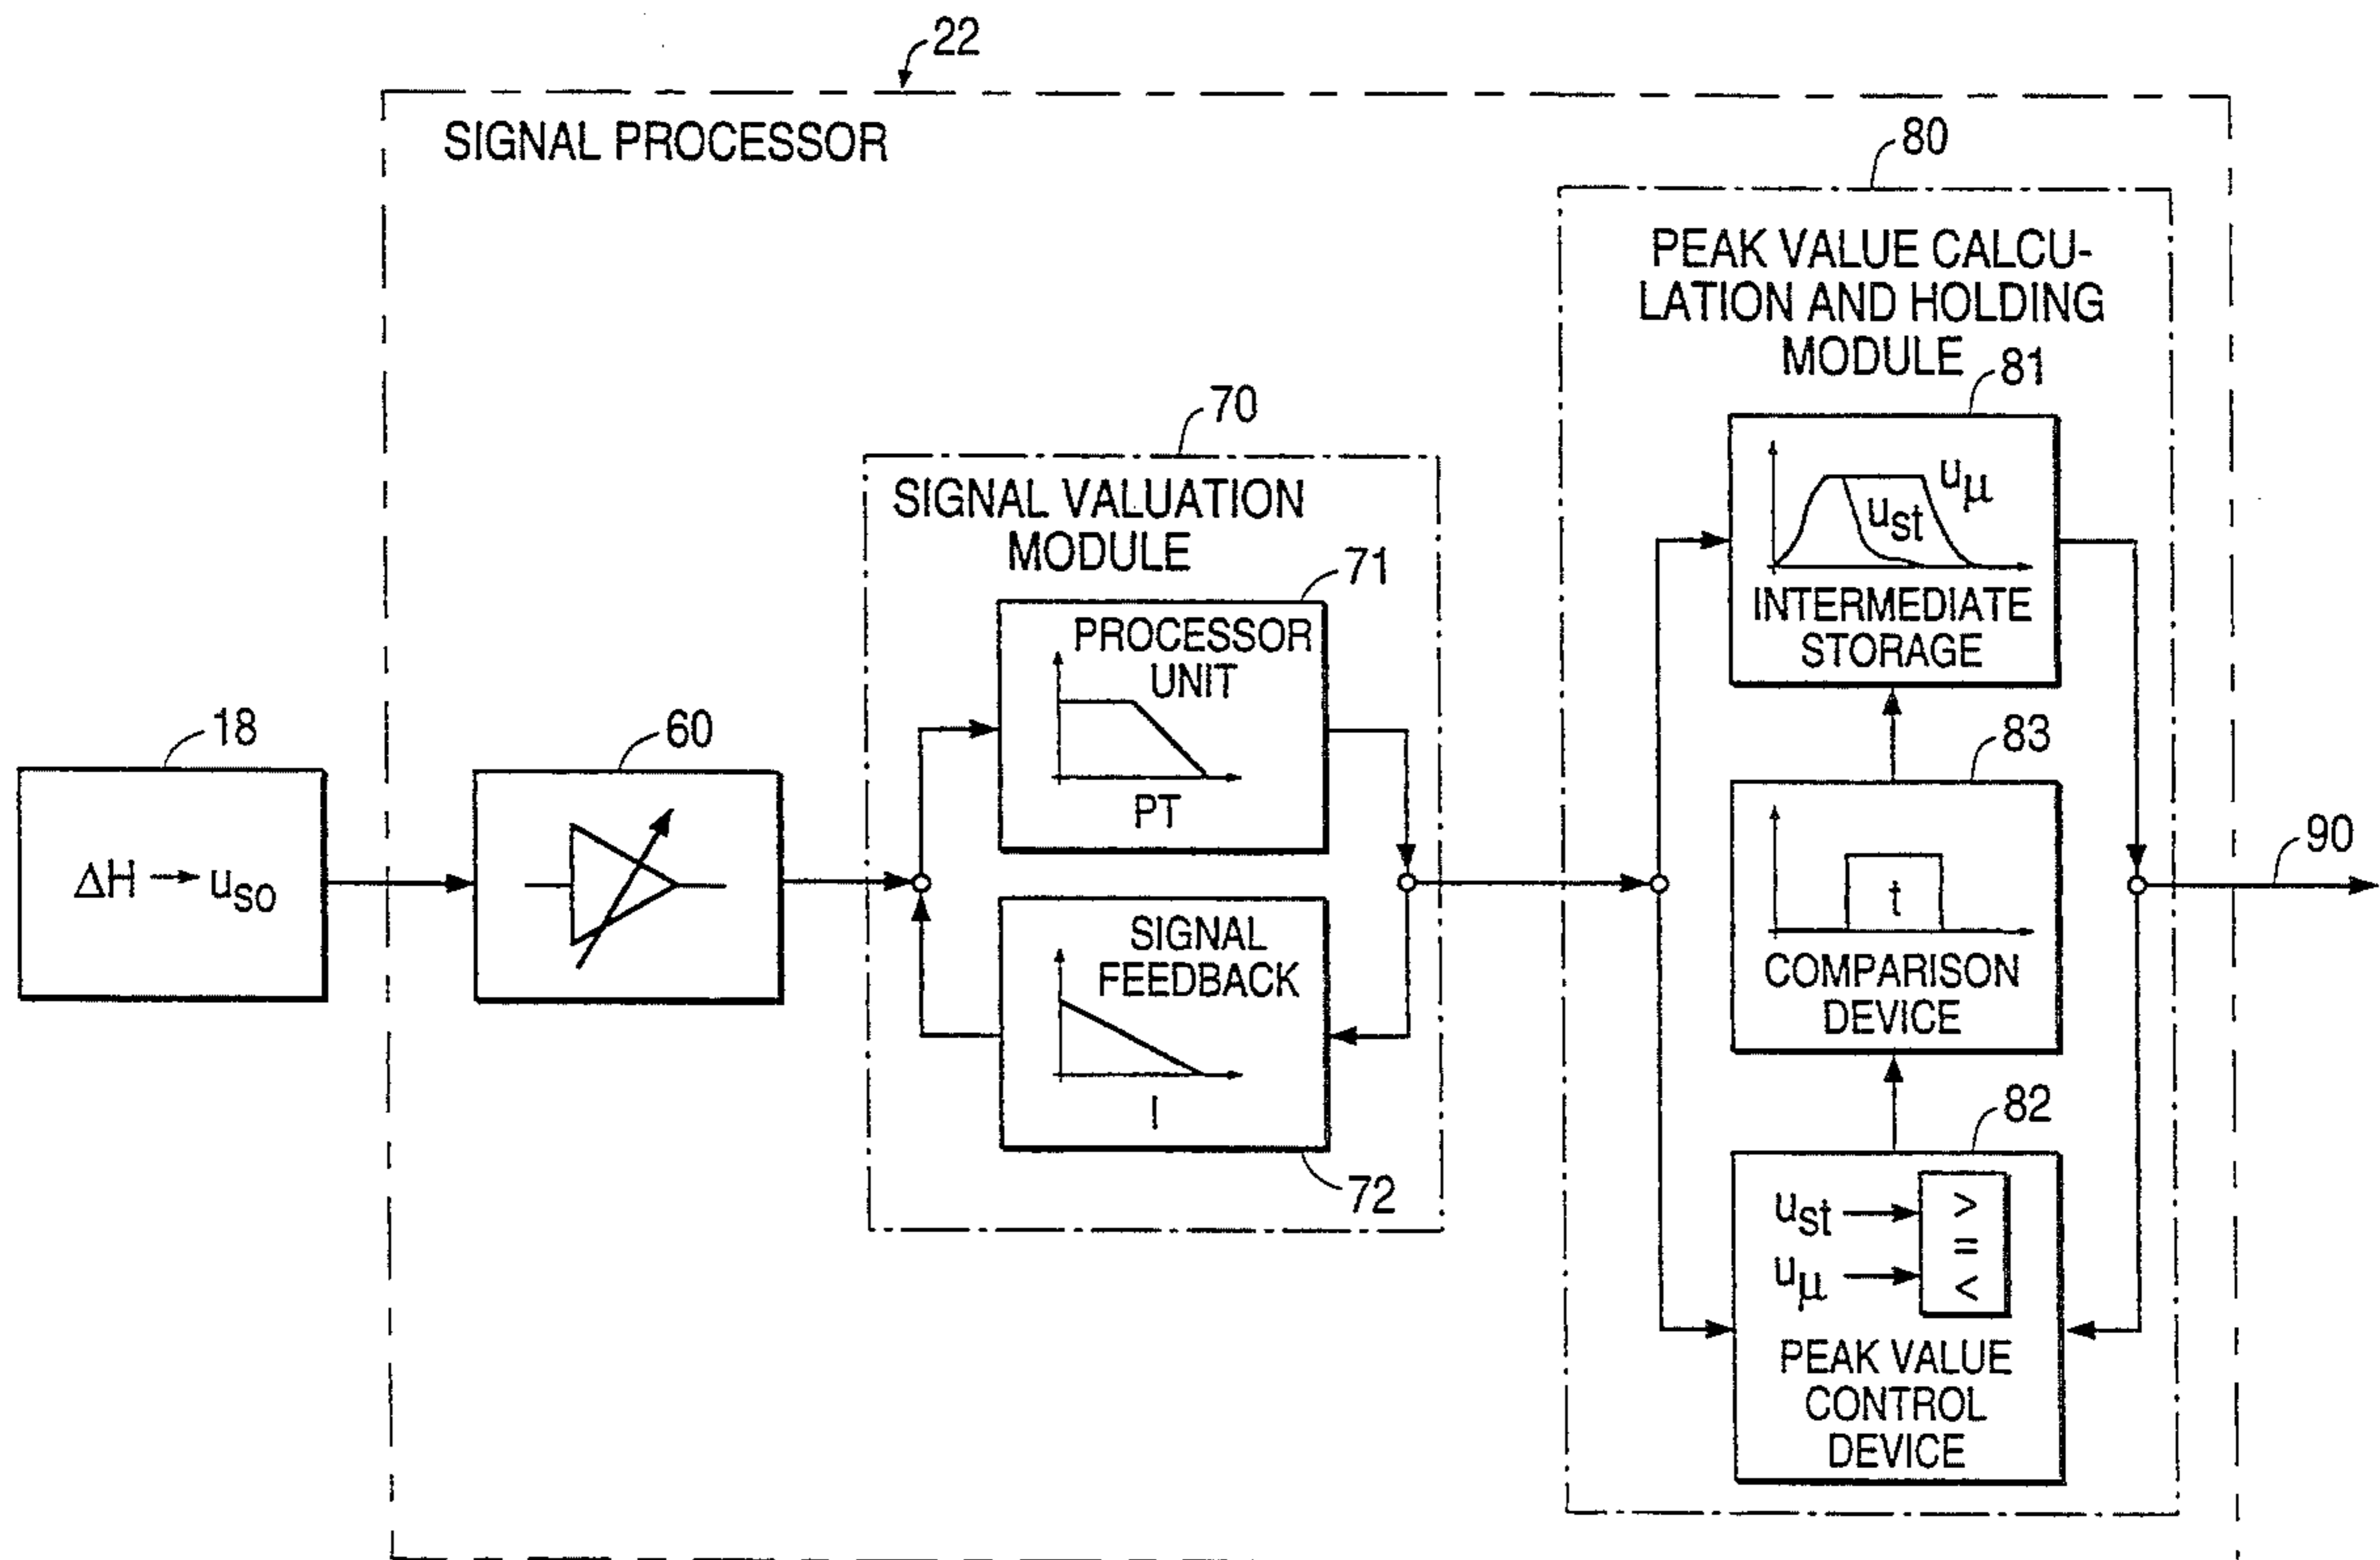 22
SIGNAL PROCESSOR
80
PEAK VALUE CALCU-
LATION AND HOLDING
MODULE
81
uμ
ust
INTERMEDIATE
STORAGE
70
SIGNAL VALUATION
MODULE
71
PROCESSOR
UNIT
PT
18
ΔH → uso
60
83
t
COMPARISON
DEVICE
90
SIGNAL
FEEDBACK
I
72
82
ust
uμ
>
=
<
PEAK VALUE
CONTROL
DEVICE